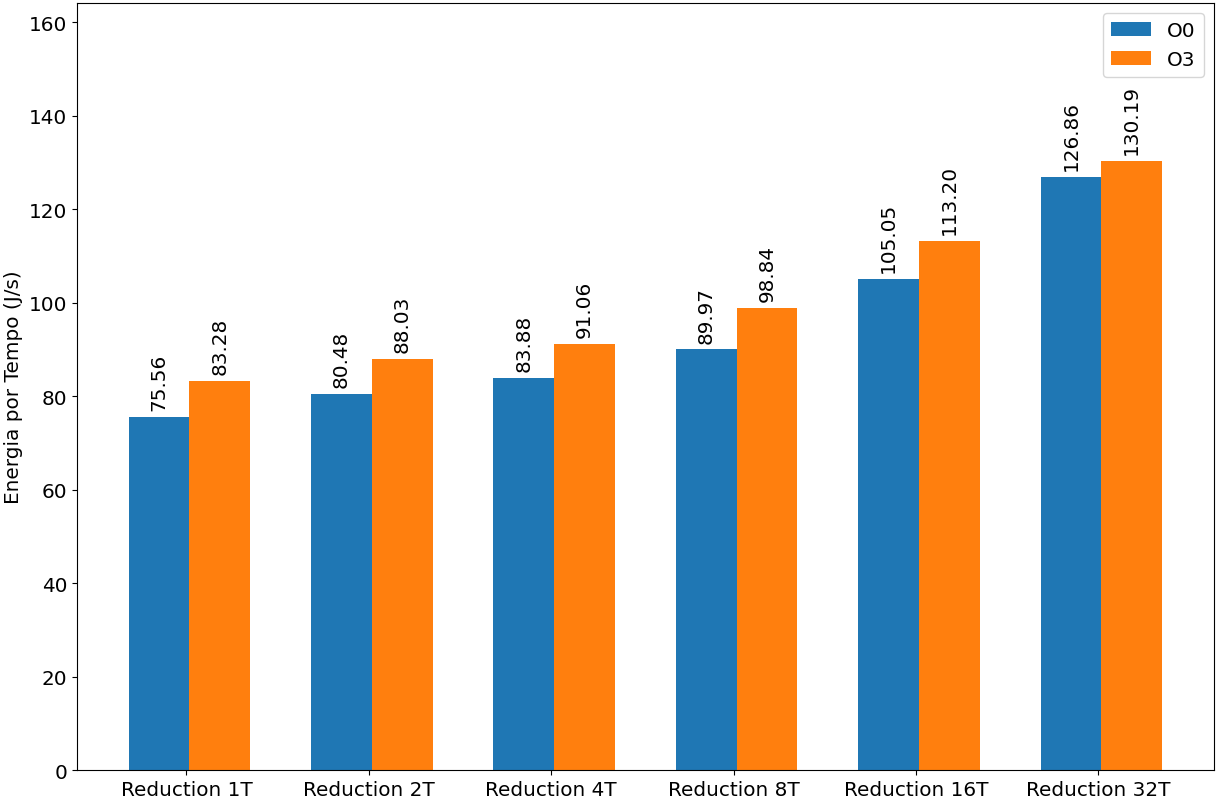 160
140
120
100
80
60
40
20
0
Energia por Tempo (J/s)
O0
O3
75.56
83.28
80.48
88.03
83.88
91.06
89.97
98.84
105.05
113.20
126.86
130.19
Reduction 1T
Reduction 2T
Reduction 4T
Reduction 8T
Reduction 16T
Reduction 32T